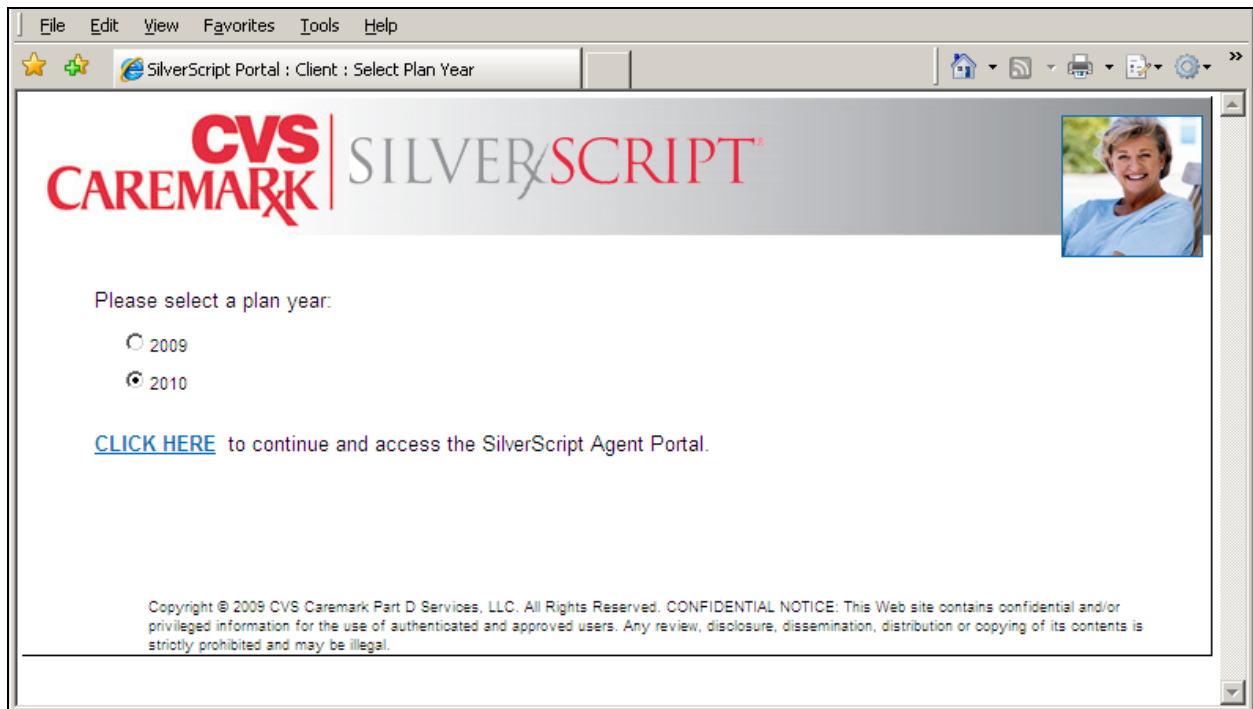 File Edit View Favorites Tools Help
SilverScript Portal : Client : Select Plan Year
CVS
CAREMARK
SILVERSCRIPT®
Please select a plan year:
2009
2010
CLICK HERE to continue and access the SilverScript Agent Portal.
Copyright © 2009 CVS Caremark Part D Services, LLC. All Rights Reserved. CONFIDENTIAL NOTICE: This Web site contains confidential and/or
privileged information for the use of authenticated and approved users. Any review, disclosure, dissemination, distribution or copying of its contents is
strictly prohibited and may be illegal.